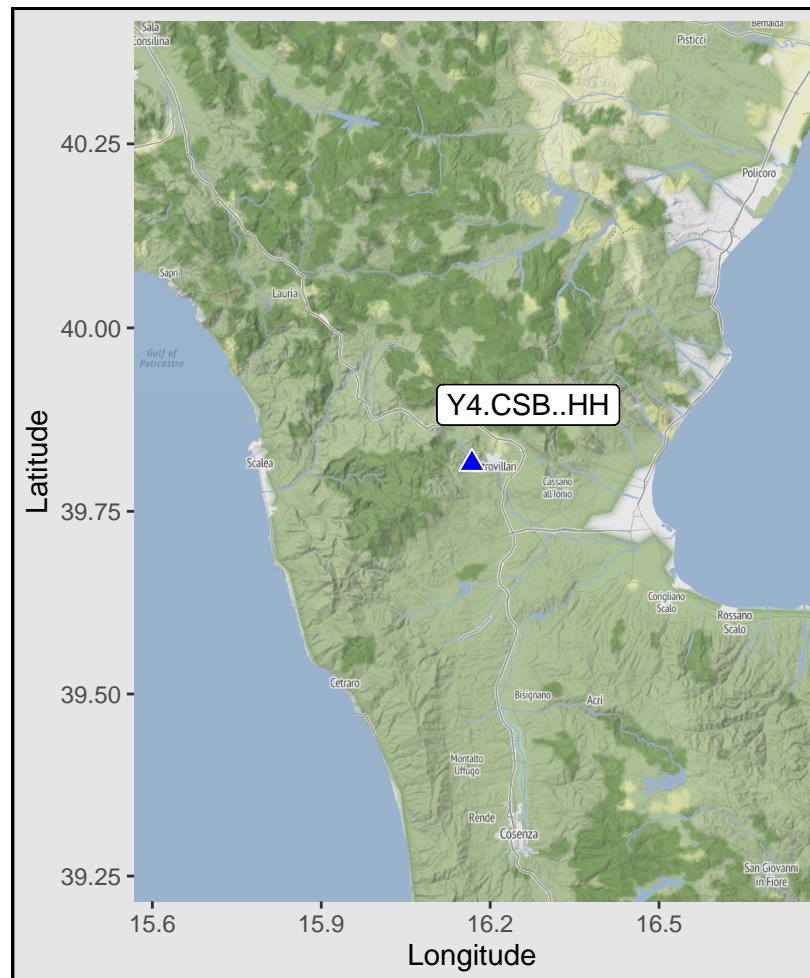 Sala
Consilina
Bernalda
Pisticci
40.25
Policoro
Sapri
Lauria
40.00
Gulf of
Policastro
Y4.CSB..HH
Latitude
Scalea
trovillari
Cassano
all'Ionio
39.75
Corigliano
Scalo
Rossano
Scalo
Cetraro
39.50
Bisignano
Acri
Montalto
Uffugo
Rende
Cosenza
San Giovanni
in Fiore
39.25
15.6
15.9
16.2
16.5
Longitude